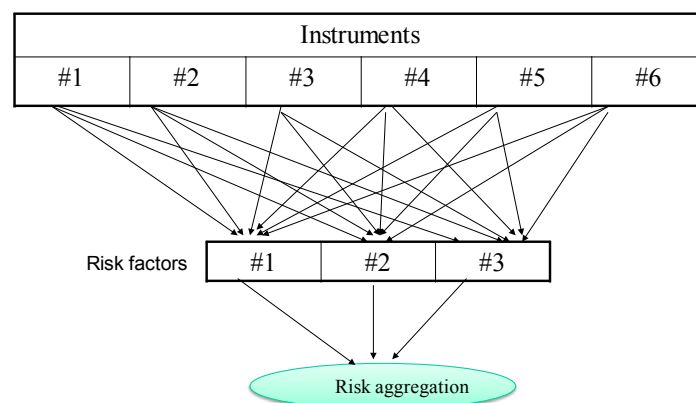 Instruments
#1 #2 #3 #4 #5 #6
Risk factors #1 #2 #3
Risk aggregation